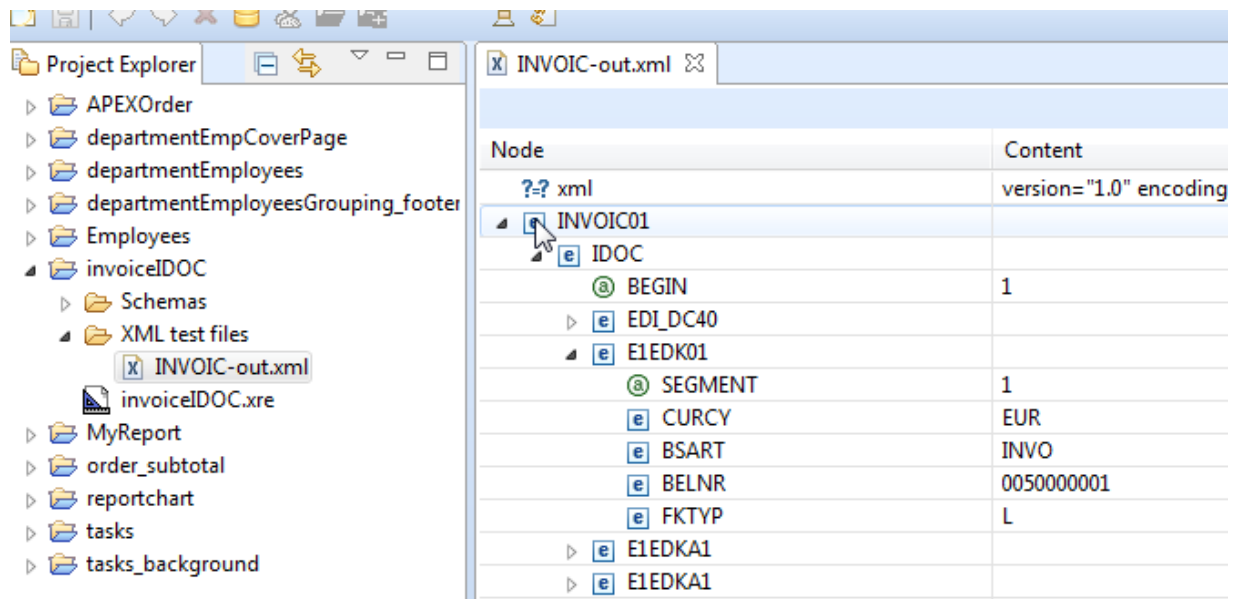 Project Explorer
APEXOrder
departmentEmpCoverPage
departmentEmployees
departmentEmployeesGrouping_footer
Employees
invoiceIDOC
Schemas
XML test files
INVOIC-out.xml
invoiceIDOC.xre
MyReport
order_subtotal
reportchart
tasks
tasks_background
INVOIC-out.xml
Node Content
?=? xml version="1.0" encoding
e INVOIC01
e IDOC
a BEGIN 1
e EDI_DC40
e E1EDK01
a SEGMENT 1
e CURCY EUR
e BSART INVO
e BELNR 0050000001
e FKTYP L
e E1EDKA1
e E1EDKA1